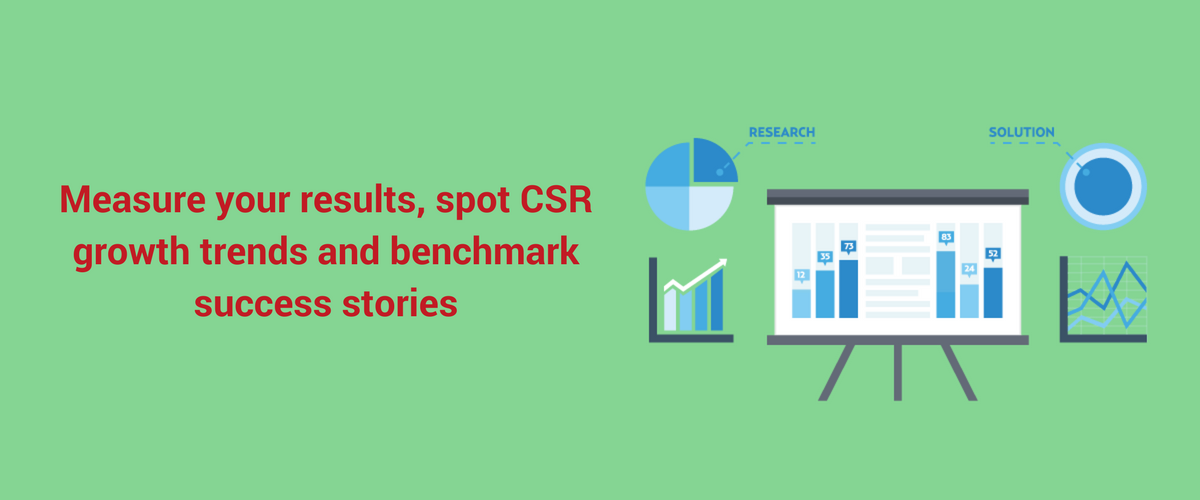 Measure your results, spot CSR
growth trends and benchmark
success stories
RESEARCH
SOLUTION
12
35
73
83
24
52